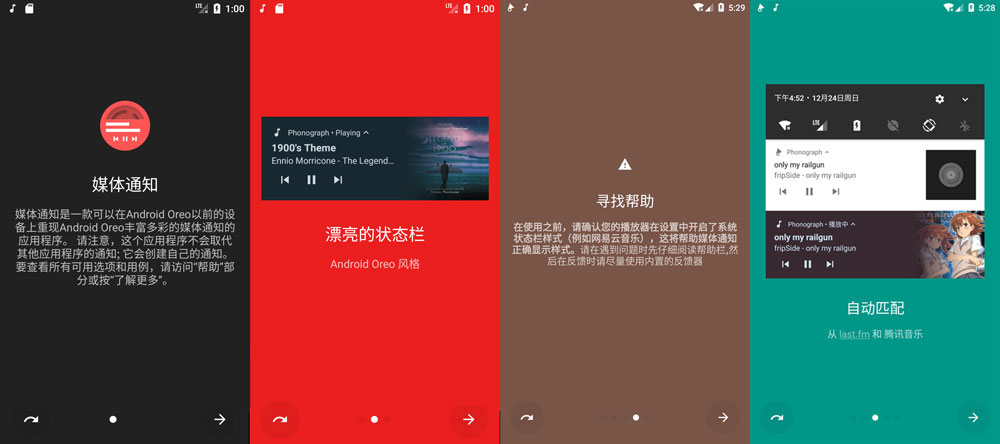 1:00
媒体通知
媒体通知是一款可以在Android Oreo以前的设
备上重现Android Oreo丰富多彩的媒体通知的
应用程序。 请注意，这个应用程序不会取代
其他应用程序的通知; 它会创建自己的通知。
要查看所有可用选项和用例，请访问“帮助”部
分或按“了解更多”。
LTE 1:00
Phonograph • Playing
1900's Theme
Ennio Morricone - The Legend…
1900
漂亮的状态栏
Android Oreo 风格
5:29
寻找帮助
在使用之前，请确认您的播放器在设置中开启了系统
状态栏样式（例如网易云音乐），这将帮助媒体通知
正确显示样式。请在遇到问题时先仔细阅读帮助栏,然
后在反馈时请尽量使用内置的反馈器
5:28
下午4:52 • 12月24日周日
LTE
Phonograph
only my railgun
fripSide - only my railgun
Phonograph • 播放中
only my railgun
fripSide - only my railgun
自动匹配
从 last.fm 和 腾讯音乐